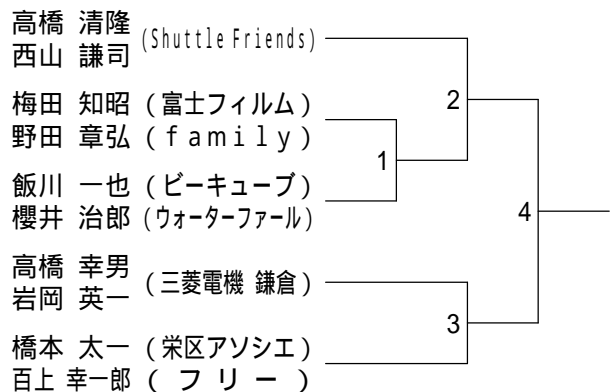 高橋 清隆 (Shuttle Friends)
西山 謙司
梅田 知昭 (富士フィルム)
野田 章弘 (family)
飯川 一也 (ビーキューブ)
櫻井 治郎 (ウォーターファール)
高橋 幸男 (三菱電機 鎌倉)
岩岡 英一
橋本 太一 (栄区アソシエ)
百上 幸一郎 (フリー)
2
1
4
3